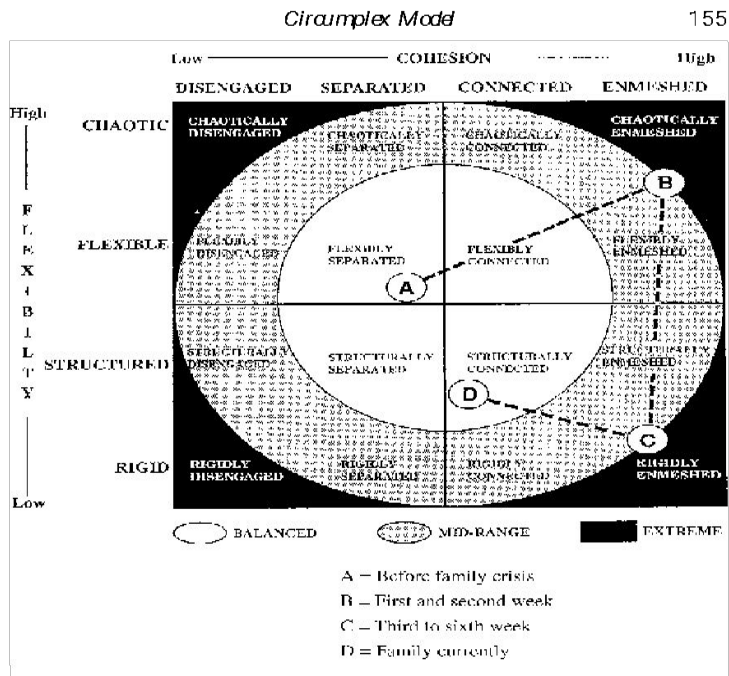 Circumplex Model 155
Low COHESION High
DISENGAGED SEPARATED CONNECTED ENMESHED
High
CHAOTIC
CHAOTICALLY DISENGAGED
CHAOTICALLY SEPARATED
CHAOTICALLY CONNECTED
CHAOTICALLY ENMESHED
B
FLEXIBILITY
FLEXIBLE
FLEXIBLY DISENGAGED
FLEXIBLY SEPARATED
FLEXIBLY CONNECTED
FLEXIBLY ENMESHED
A
STRUCTURED
STRUCTURALLY DISENGAGED
STRUCTURALLY SEPARATED
STRUCTURALLY CONNECTED
STRUCTURALLY ENMESHED
D
C
RIGID
RIGIDLY DISENGAGED
RIGIDLY SEPARATED
RIGIDLY CONNECTED
RIGIDLY ENMESHED
Low
BALANCED MID-RANGE EXTREME
A = Before family crisis
B = First and second week
C = Third to sixth week
D = Family currently